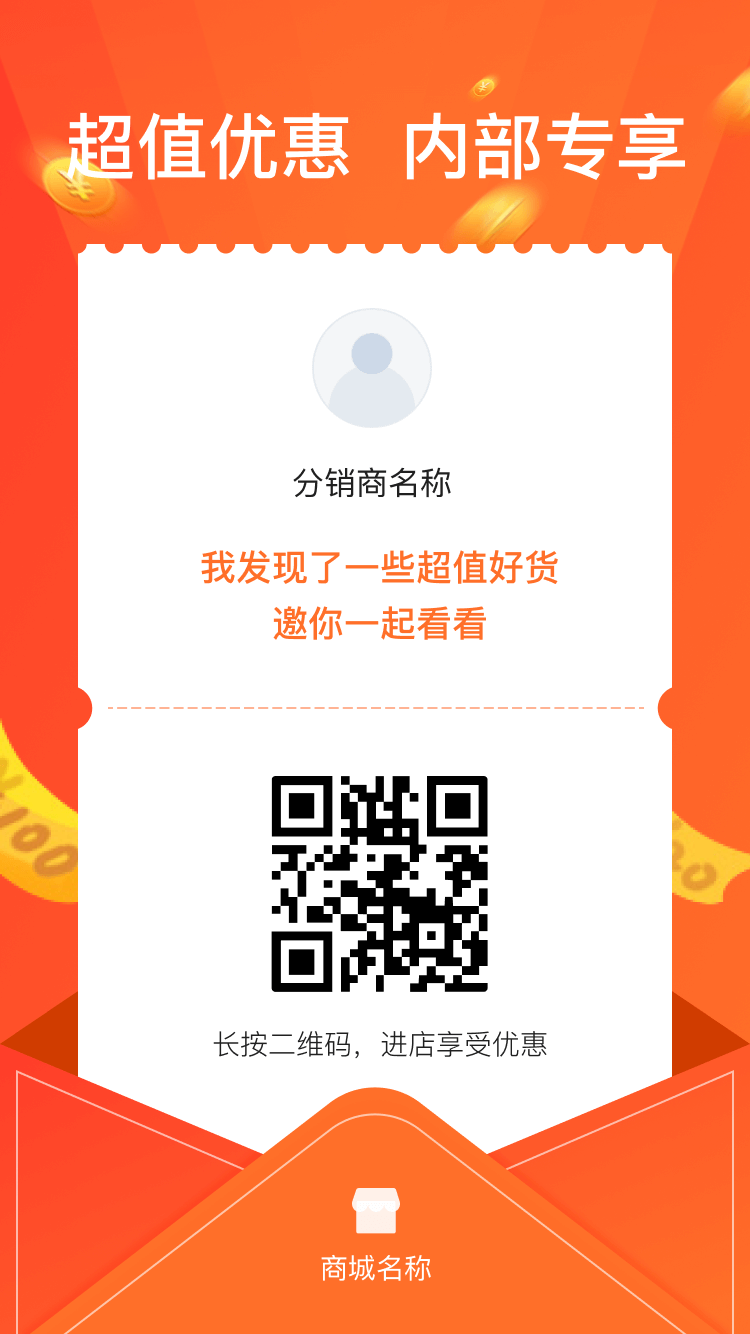 超值优惠 内部专享
分销商名称
我发现了一些超值好货
邀你一起看看
¥100
长按二维码，进店享受优惠
商城名称